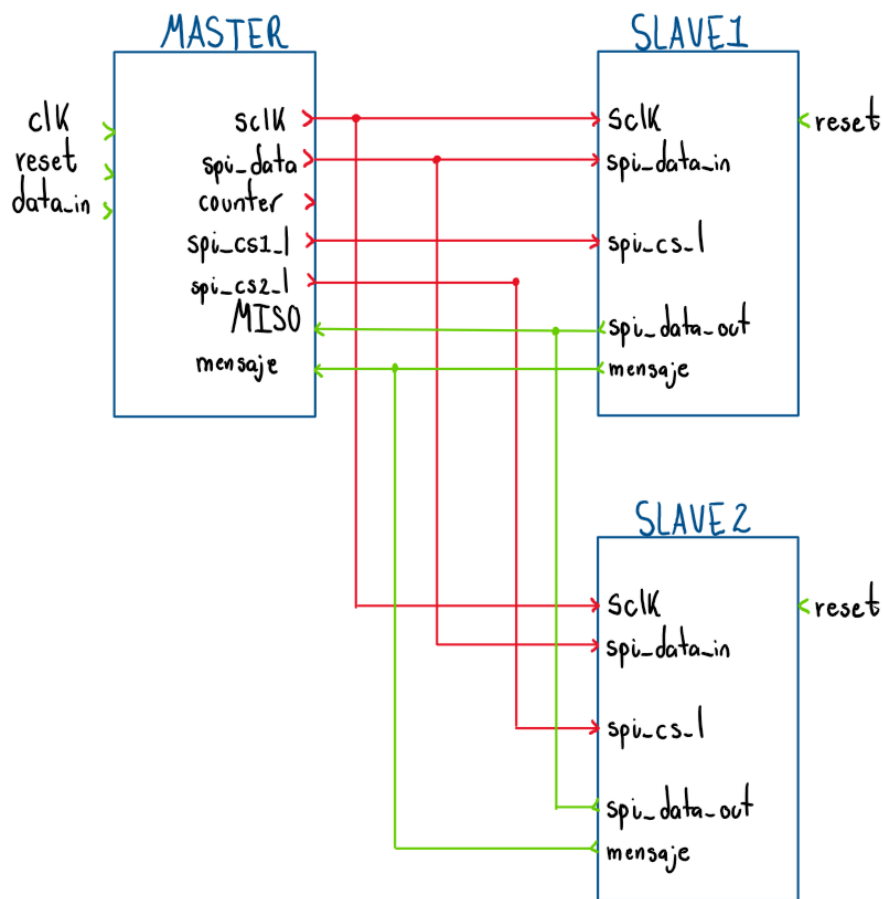 MASTER
clk
reset
data_in
sclk
spi_data
counter
spi_cs1_l
spi_cs2_l
MISO
mensaje
SLAVE1
sclk
spi_data_in
spi_cs_l
spi_data_out
mensaje
reset
SLAVE2
sclk
spi_data_in
spi_cs_l
spi_data_out
mensaje
reset